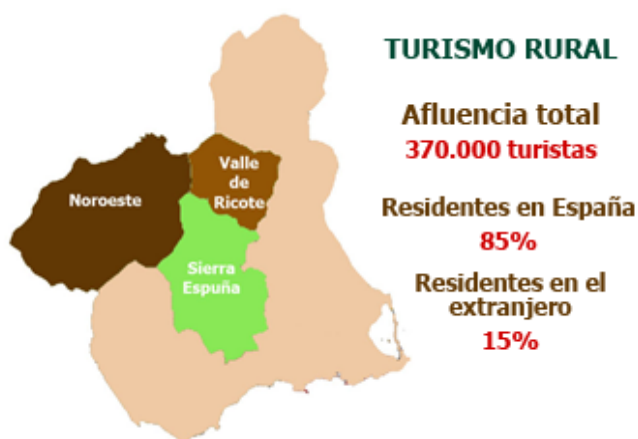 TURISMO RURAL
Afluencia total
370.000 turistas
Valle
de
Ricote
Noroeste
Residentes en España
85%
Sierra
Espuña
Residentes en el
extranjero
15%